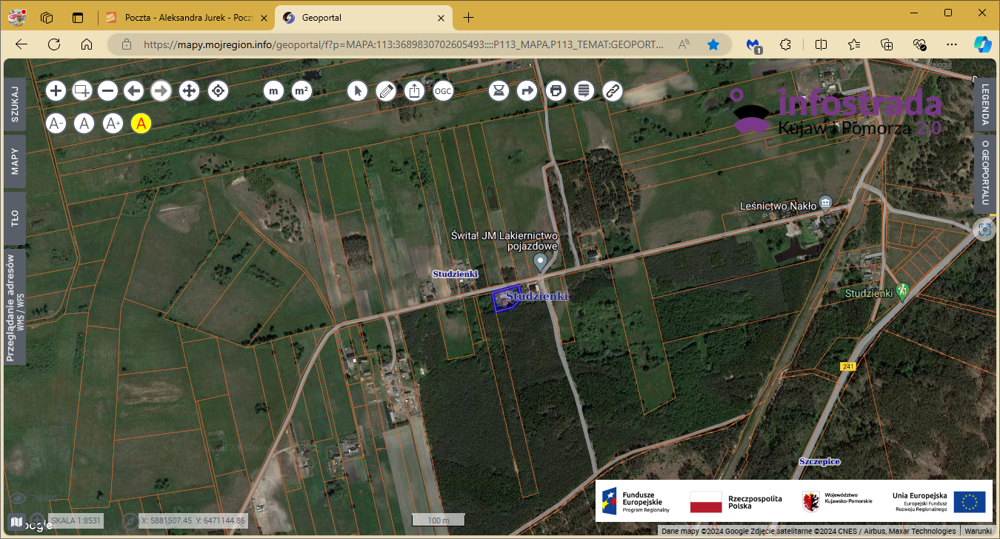 Poczta - Aleksandra Jurek - Poczt
Geoportal
https://mapy.mojregion.info/geoportal/f?p=MAPA:113:3689830702605493::::P113_MAPA.P113_TEMAT:GEOPORT...
1
SZUKAJ
MAPY
TŁO
Przeglądanie adresów
WMS / WFS
m
m²
OGC
A-
A
A+
A
Zaloguj
infostrada
Kujaw i Pomorza 2.0
LEGENDA
O GEOPORTALU
Leśnictwo Nakło
Świtał JM Lakiernictwo
pojazdowe
Studzienki
Studzienki
Studzienki
241
Szczepice
Fundusze
Europejskie
Program Regionalny
Rzeczpospolita
Polska
Województwo
Kujawsko-Pomorskie
Unia Europejska
Europejski Fundusz
Rozwoju Regionalnego
SKALA 1:8531
X: 5881507.45 Y: 6471144.86
100 m
Google
Dane mapy ©2024 Google Zdjęcie satelitarne ©2024 CNES / Airbus, Maxar Technologies
Warunki